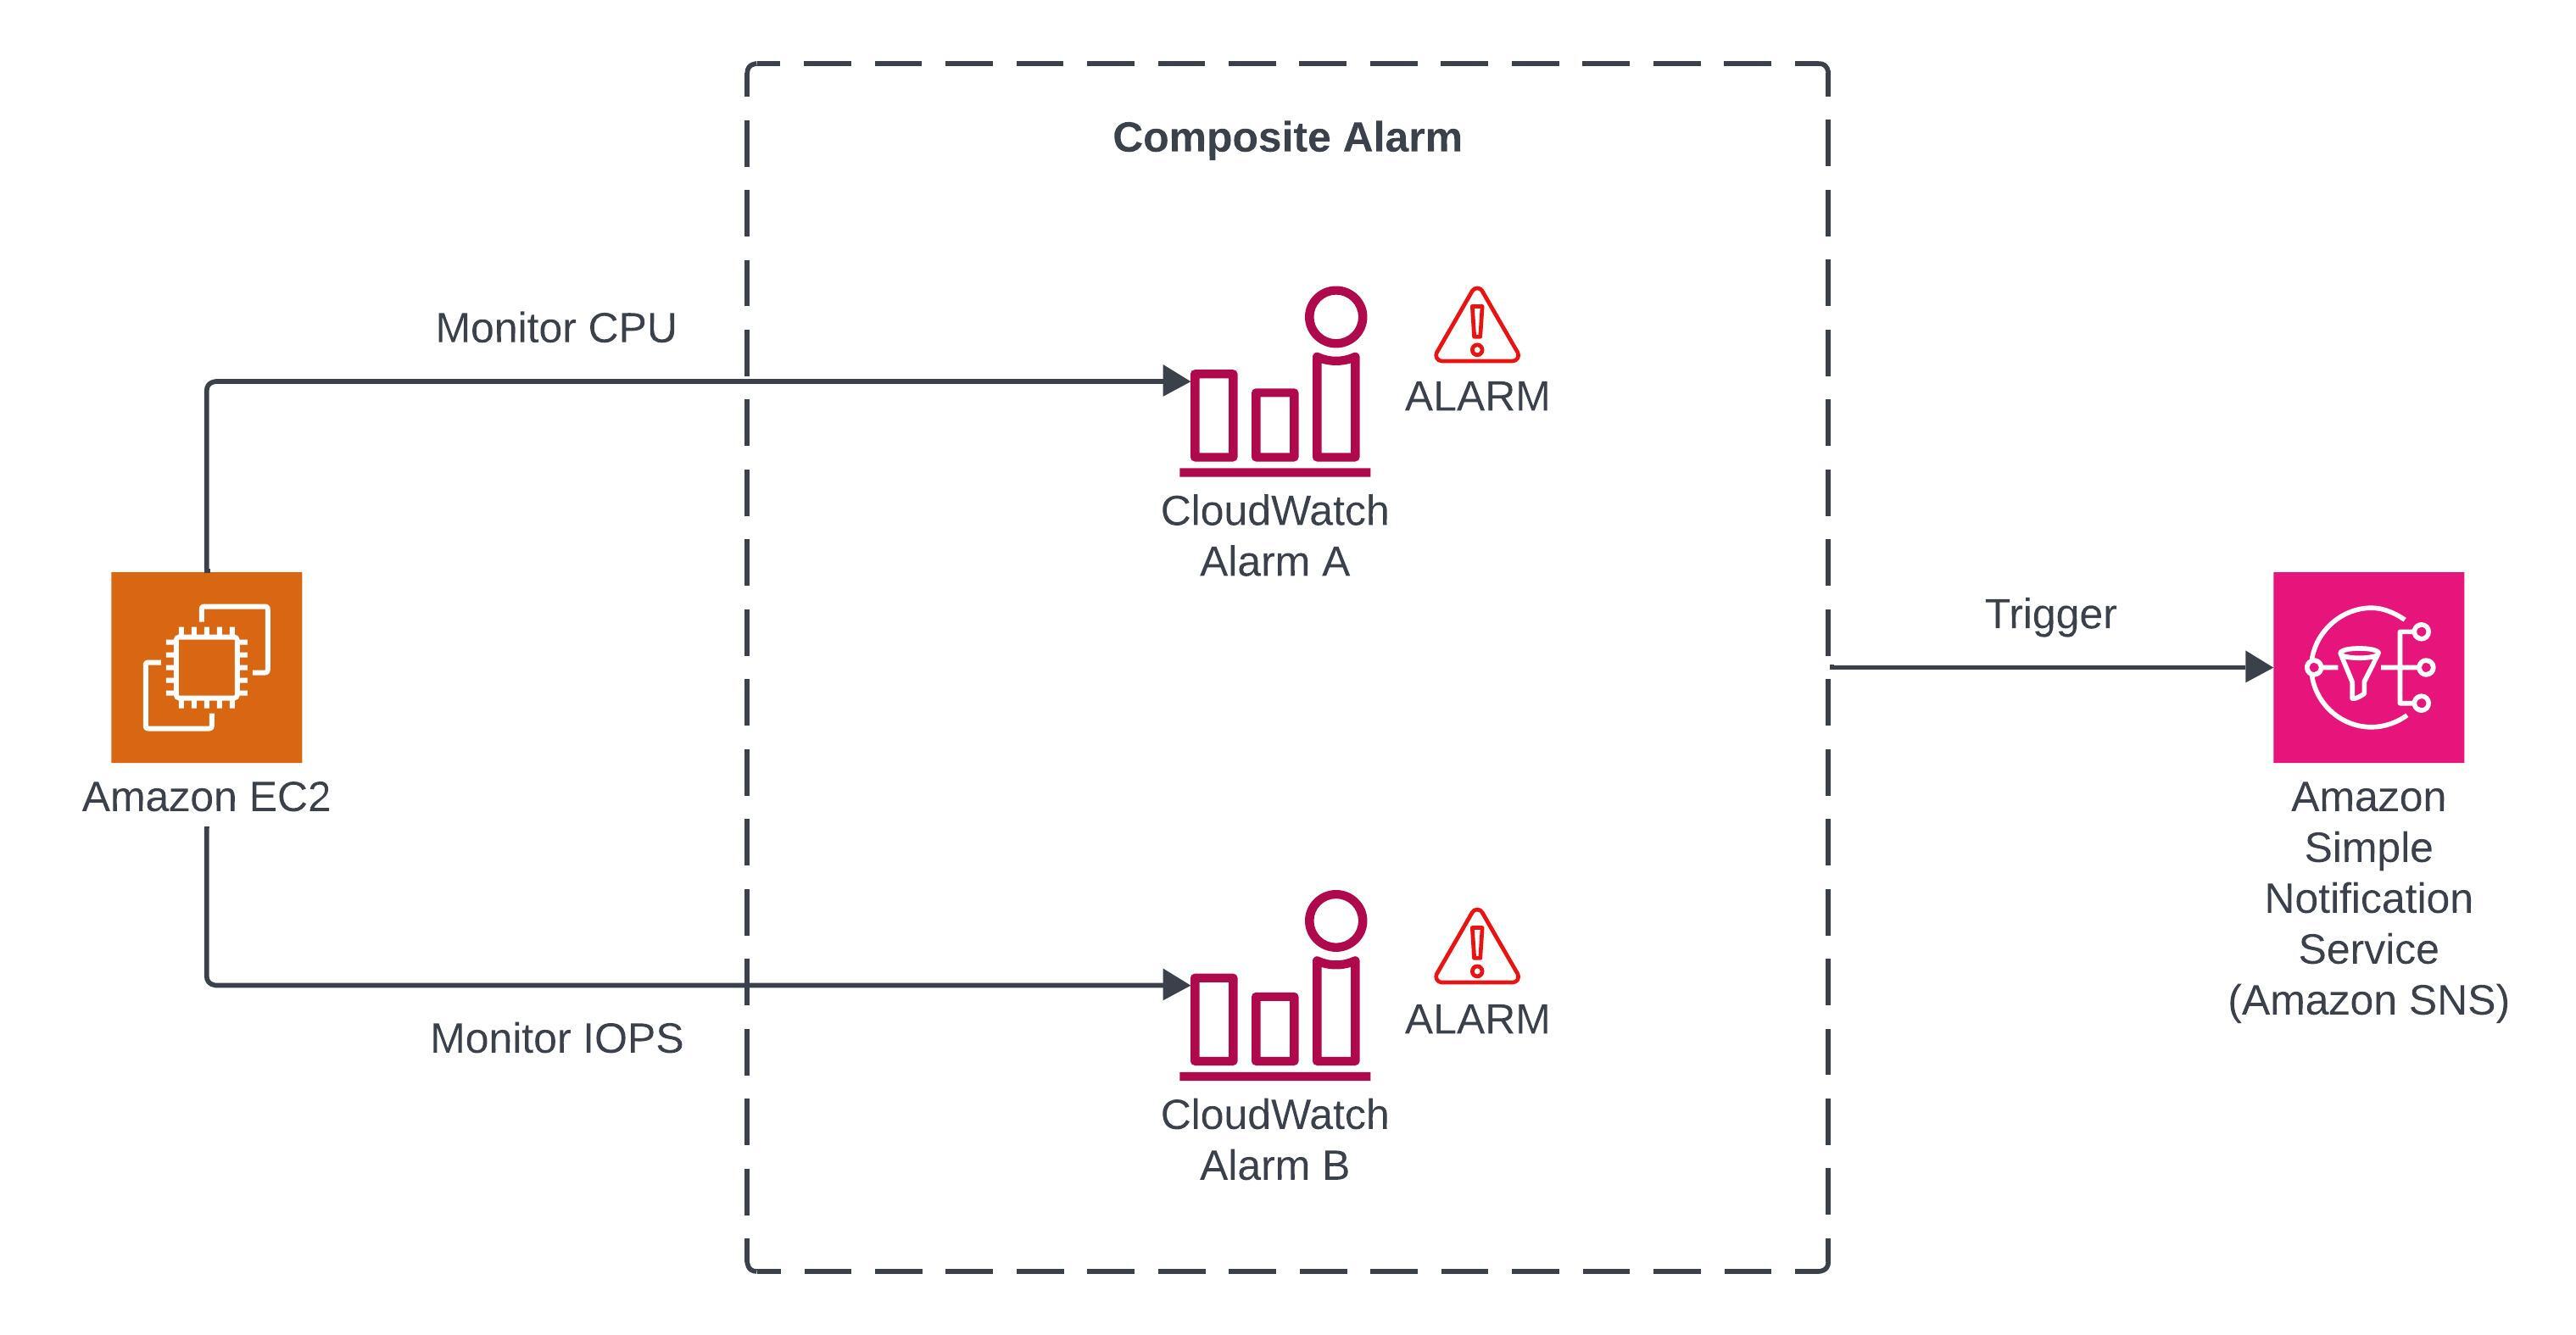 Composite Alarm
Monitor CPU
ALARM
CloudWatch
Alarm A
Amazon EC2
Trigger
Amazon
Simple
Notification
Service
(Amazon SNS)
Monitor IOPS
ALARM
CloudWatch
Alarm B